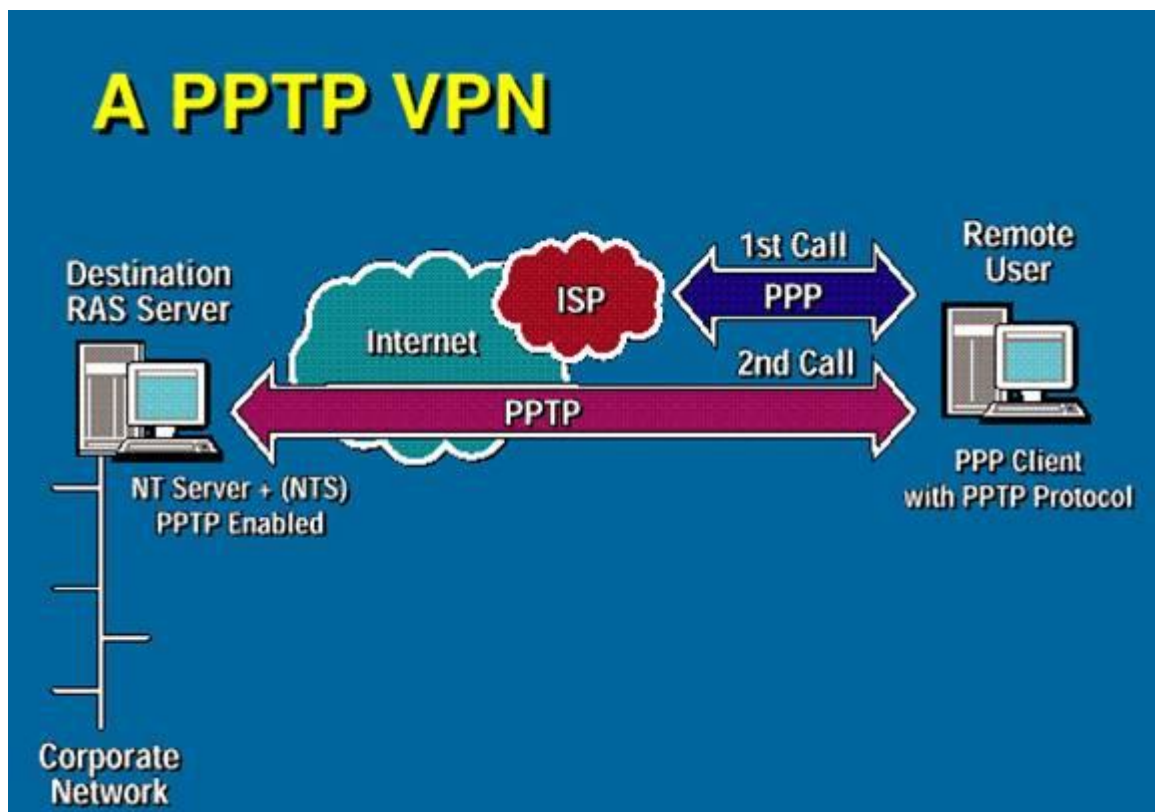 A PPTP VPN
Destination
RAS Server
Internet
ISP
1st Call
PPP
Remote
User
2nd Call
PPTP
NT Server + (NTS)
PPTP Enabled
PPP Client
with PPTP Protocol
Corporate
Network